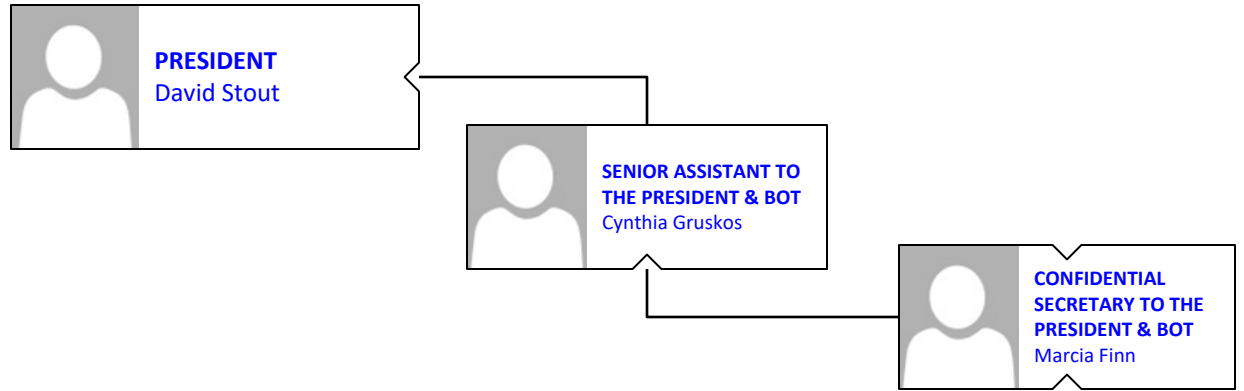 PRESIDENT
David Stout
SENIOR ASSISTANT TO
THE PRESIDENT & BOT
Cynthia Gruskos
CONFIDENTIAL
SECRETARY TO THE
PRESIDENT & BOT
Marcia Finn